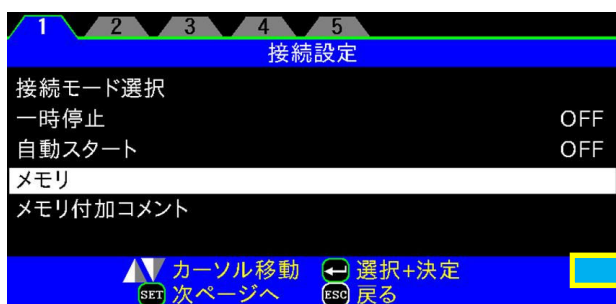 1 2 3 4 5
接続設定
接続モード選択
一時停止 OFF
自動スタート OFF
メモリ
メモリ付加コメント
カーソル移動 選択+決定
SET 次ページへ ESC 戻る